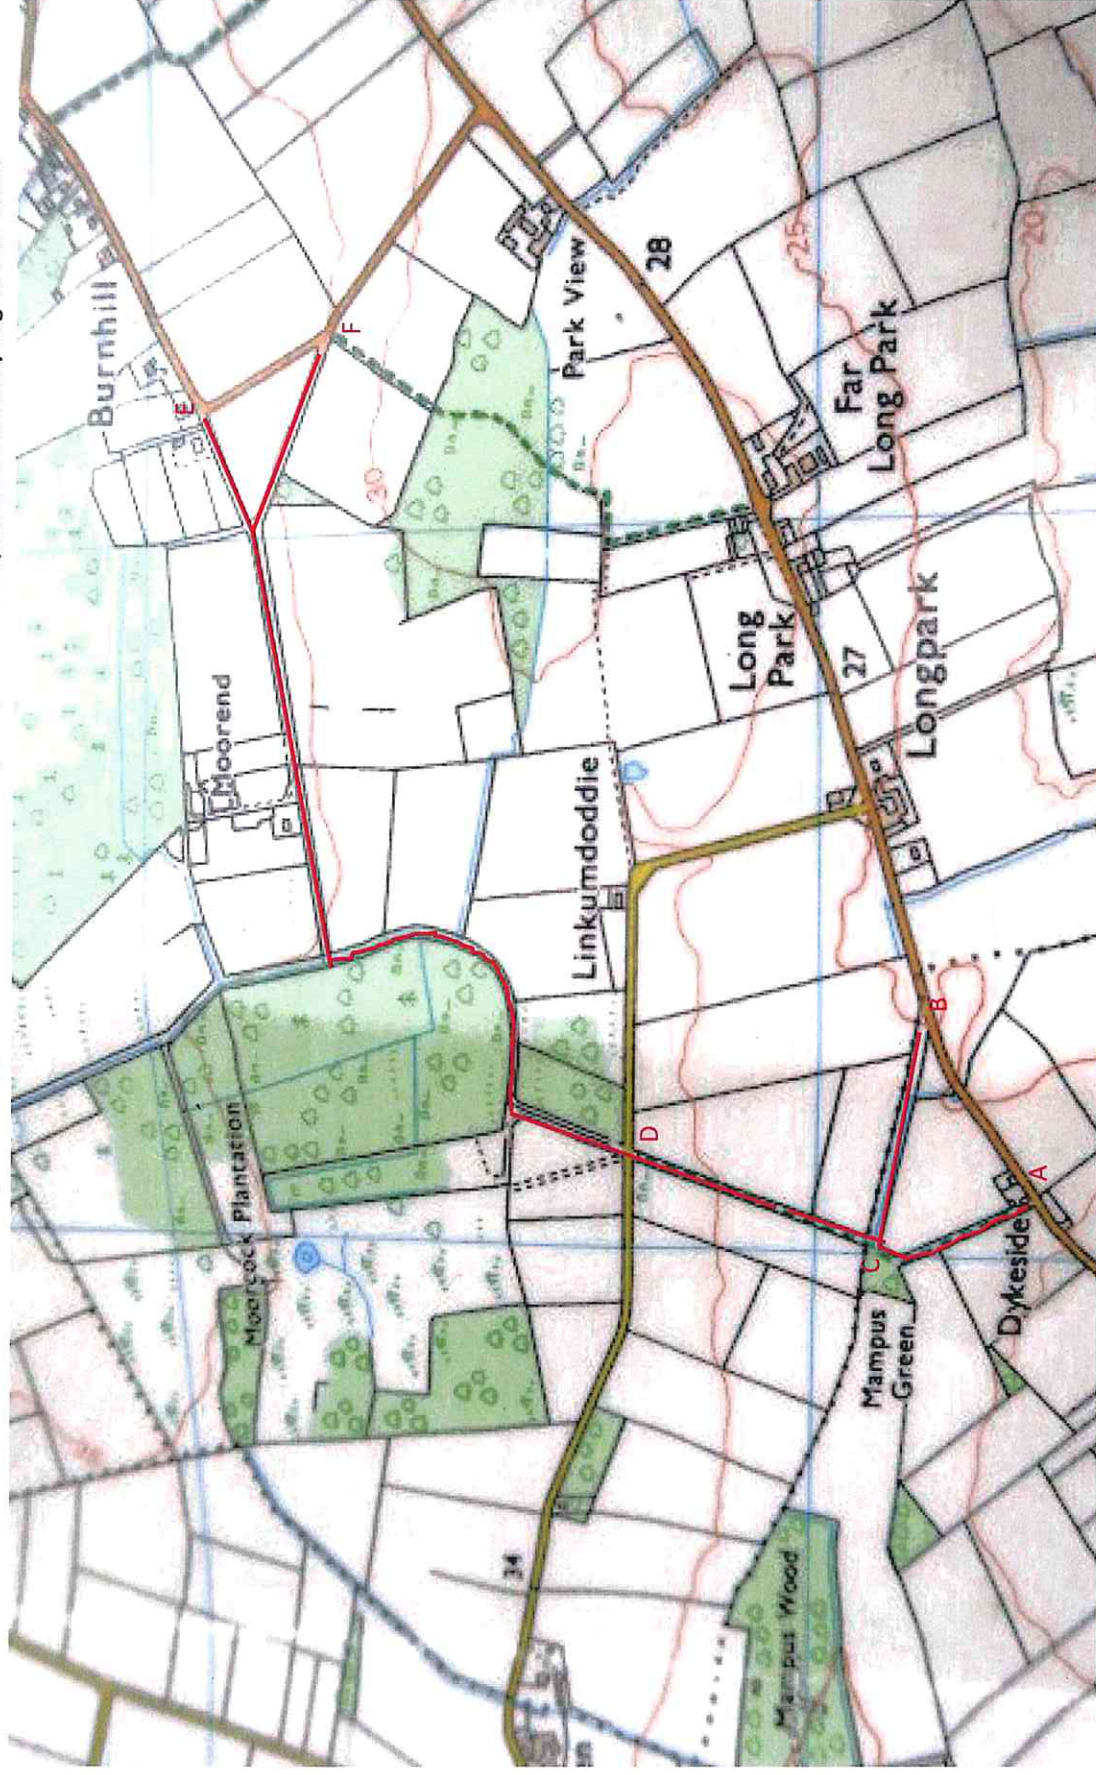 Burnhill
E
F
30
Moorend
Park View
28
25
20
Far
Long Park
Long
Park
27
Longpark
Linkumdoddie
Moorcock Plantation
D
B
A
C
Dykeside
Mampus
Green
34
Mampus Wood